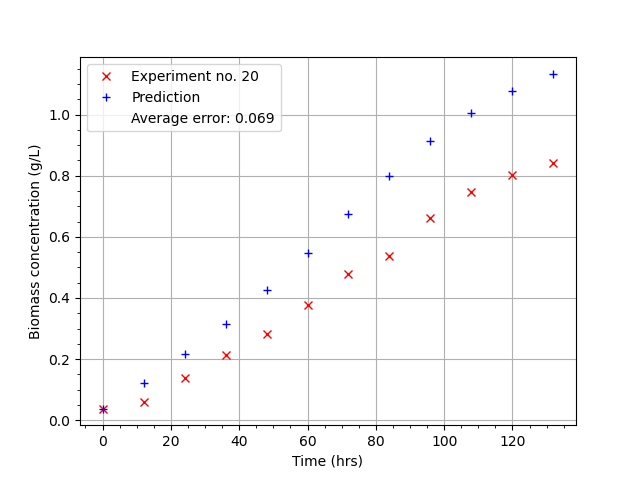 Experiment no. 20
Prediction
Average error: 0.069
1.0
0.8
0.6
0.4
0.2
0.0
Biomass concentration (g/L)
0 20 40 60 80 100 120
Time (hrs)